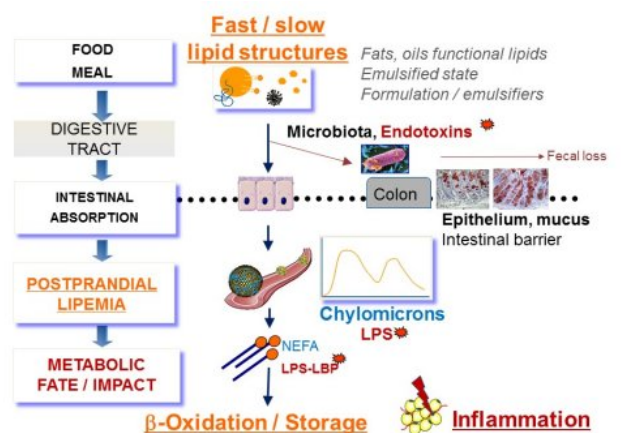 FOOD
MEAL
DIGESTIVE
TRACT
INTESTINAL
ABSORPTION
POSTPRANDIAL
LIPEMIA
METABOLIC
FATE / IMPACT
Fast / slow
lipid structures
Fats, oils functional lipids
Emulsified state
Formulation / emulsifiers
Microbiota, Endotoxins
Fecal loss
Colon
Epithelium, mucus
Intestinal barrier
Chylomicrons
LPS
NEFA
LPS-LBP
β-Oxidation / Storage
Inflammation